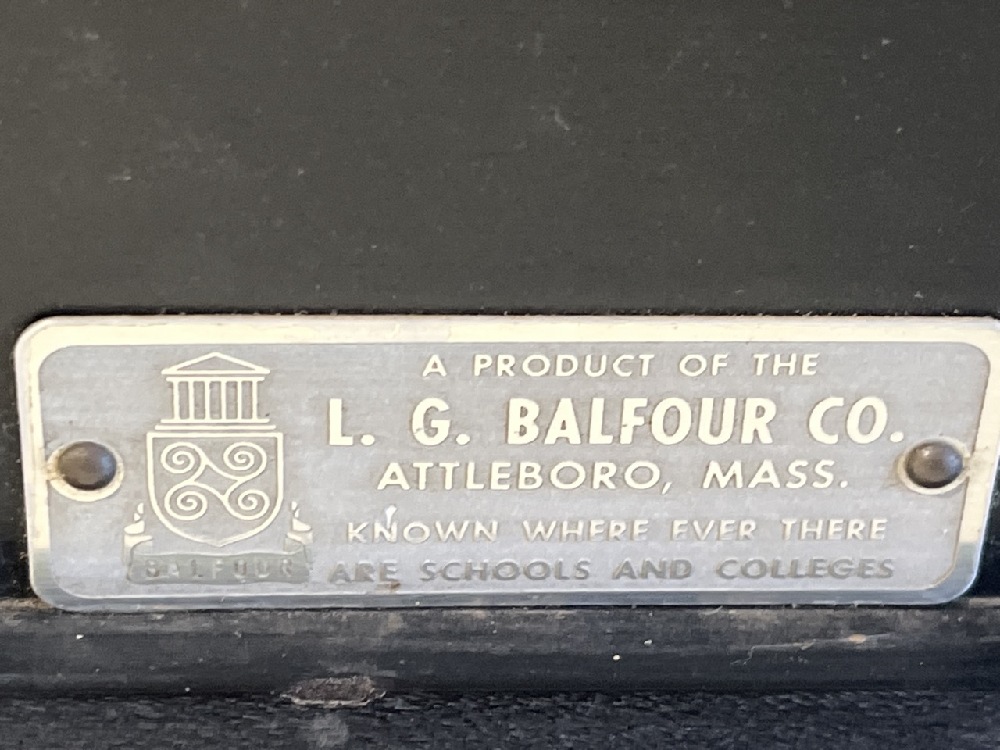 A PRODUCT OF THE
L. G. BALFOUR CO.
ATTLEBORO, MASS.
KNOWN WHERE EVER THERE
ARE SCHOOLS AND COLLEGES
BALFOUR